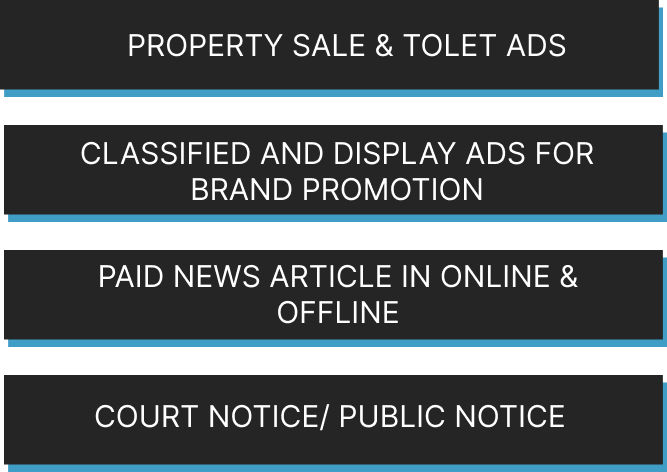 PROPERTY SALE & TOLET ADS
CLASSIFIED AND DISPLAY ADS FOR
BRAND PROMOTION
PAID NEWS ARTICLE IN ONLINE &
OFFLINE
COURT NOTICE/ PUBLIC NOTICE